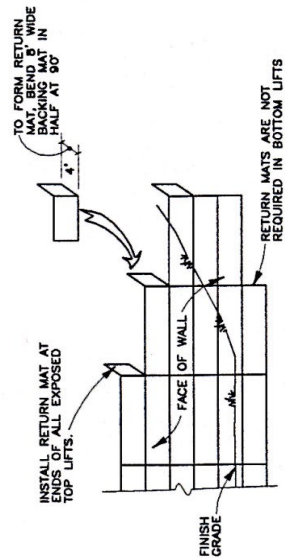 TO FORM RETURN
MAT, BEND 8' WIDE
BACKING MAT IN
HALF AT 90°
4'
INSTALL RETURN MAT AT
ENDS OF ALL EXPOSED
TOP LIFTS.
FACE OF WALL
RETURN MATS ARE NOT
REQUIRED IN BOTTOM LIFTS
FINISH
GRADE